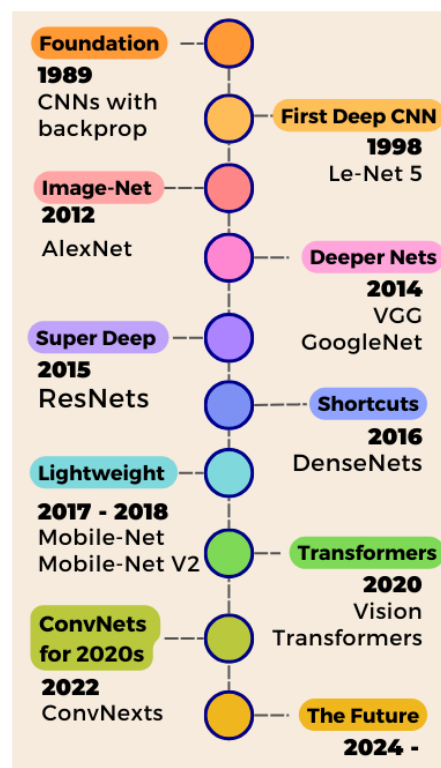 Foundation
1989
CNNs with
backprop
First Deep CNN
1998
Le-Net 5
Image-Net
2012
AlexNet
Deeper Nets
2014
VGG
GoogleNet
Super Deep
2015
ResNets
Shortcuts
2016
DenseNets
Lightweight
2017 - 2018
Mobile-Net
Mobile-Net V2
Transformers
2020
Vision
Transformers
ConvNets
for 2020s
2022
ConvNexts
The Future
2024 -